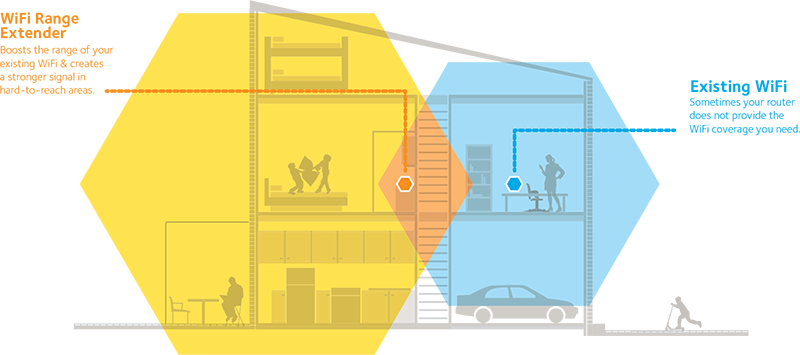 WiFi Range
Extender
Boosts the range of your
existing WiFi & creates
a stronger signal in
hard-to-reach areas.
Existing WiFi
Sometimes your router
does not provide the
WiFi coverage you need.